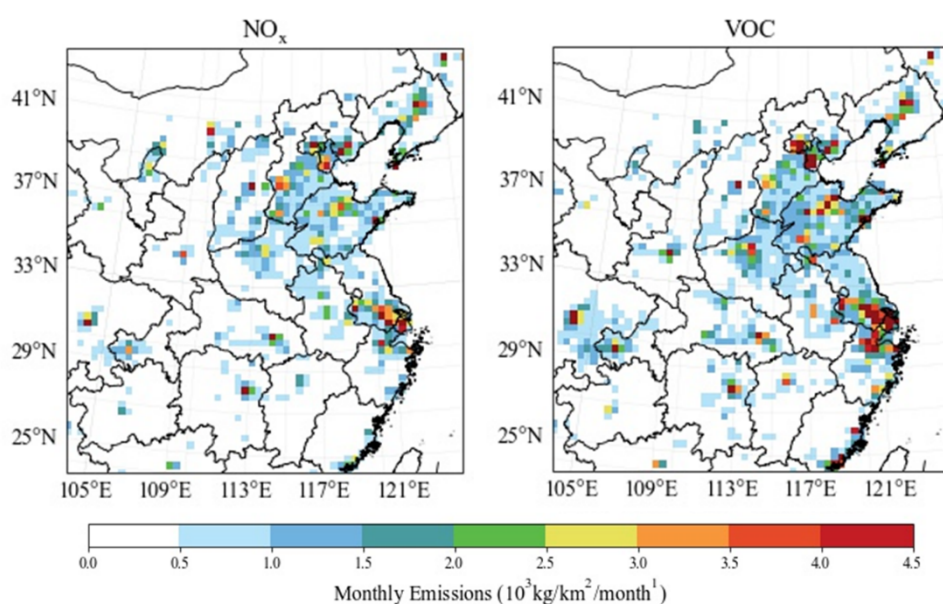 NOx VOC
41°N 41°N
37°N 37°N
33°N 33°N
29°N 29°N
25°N 25°N
105°E 109°E 113°E 117°E 121°E 105°E 109°E 113°E 117°E 121°E
0.0 0.5 1.0 1.5 2.0 2.5 3.0 3.5 4.0 4.5
Monthly Emissions (10³kg/km²/month¹)